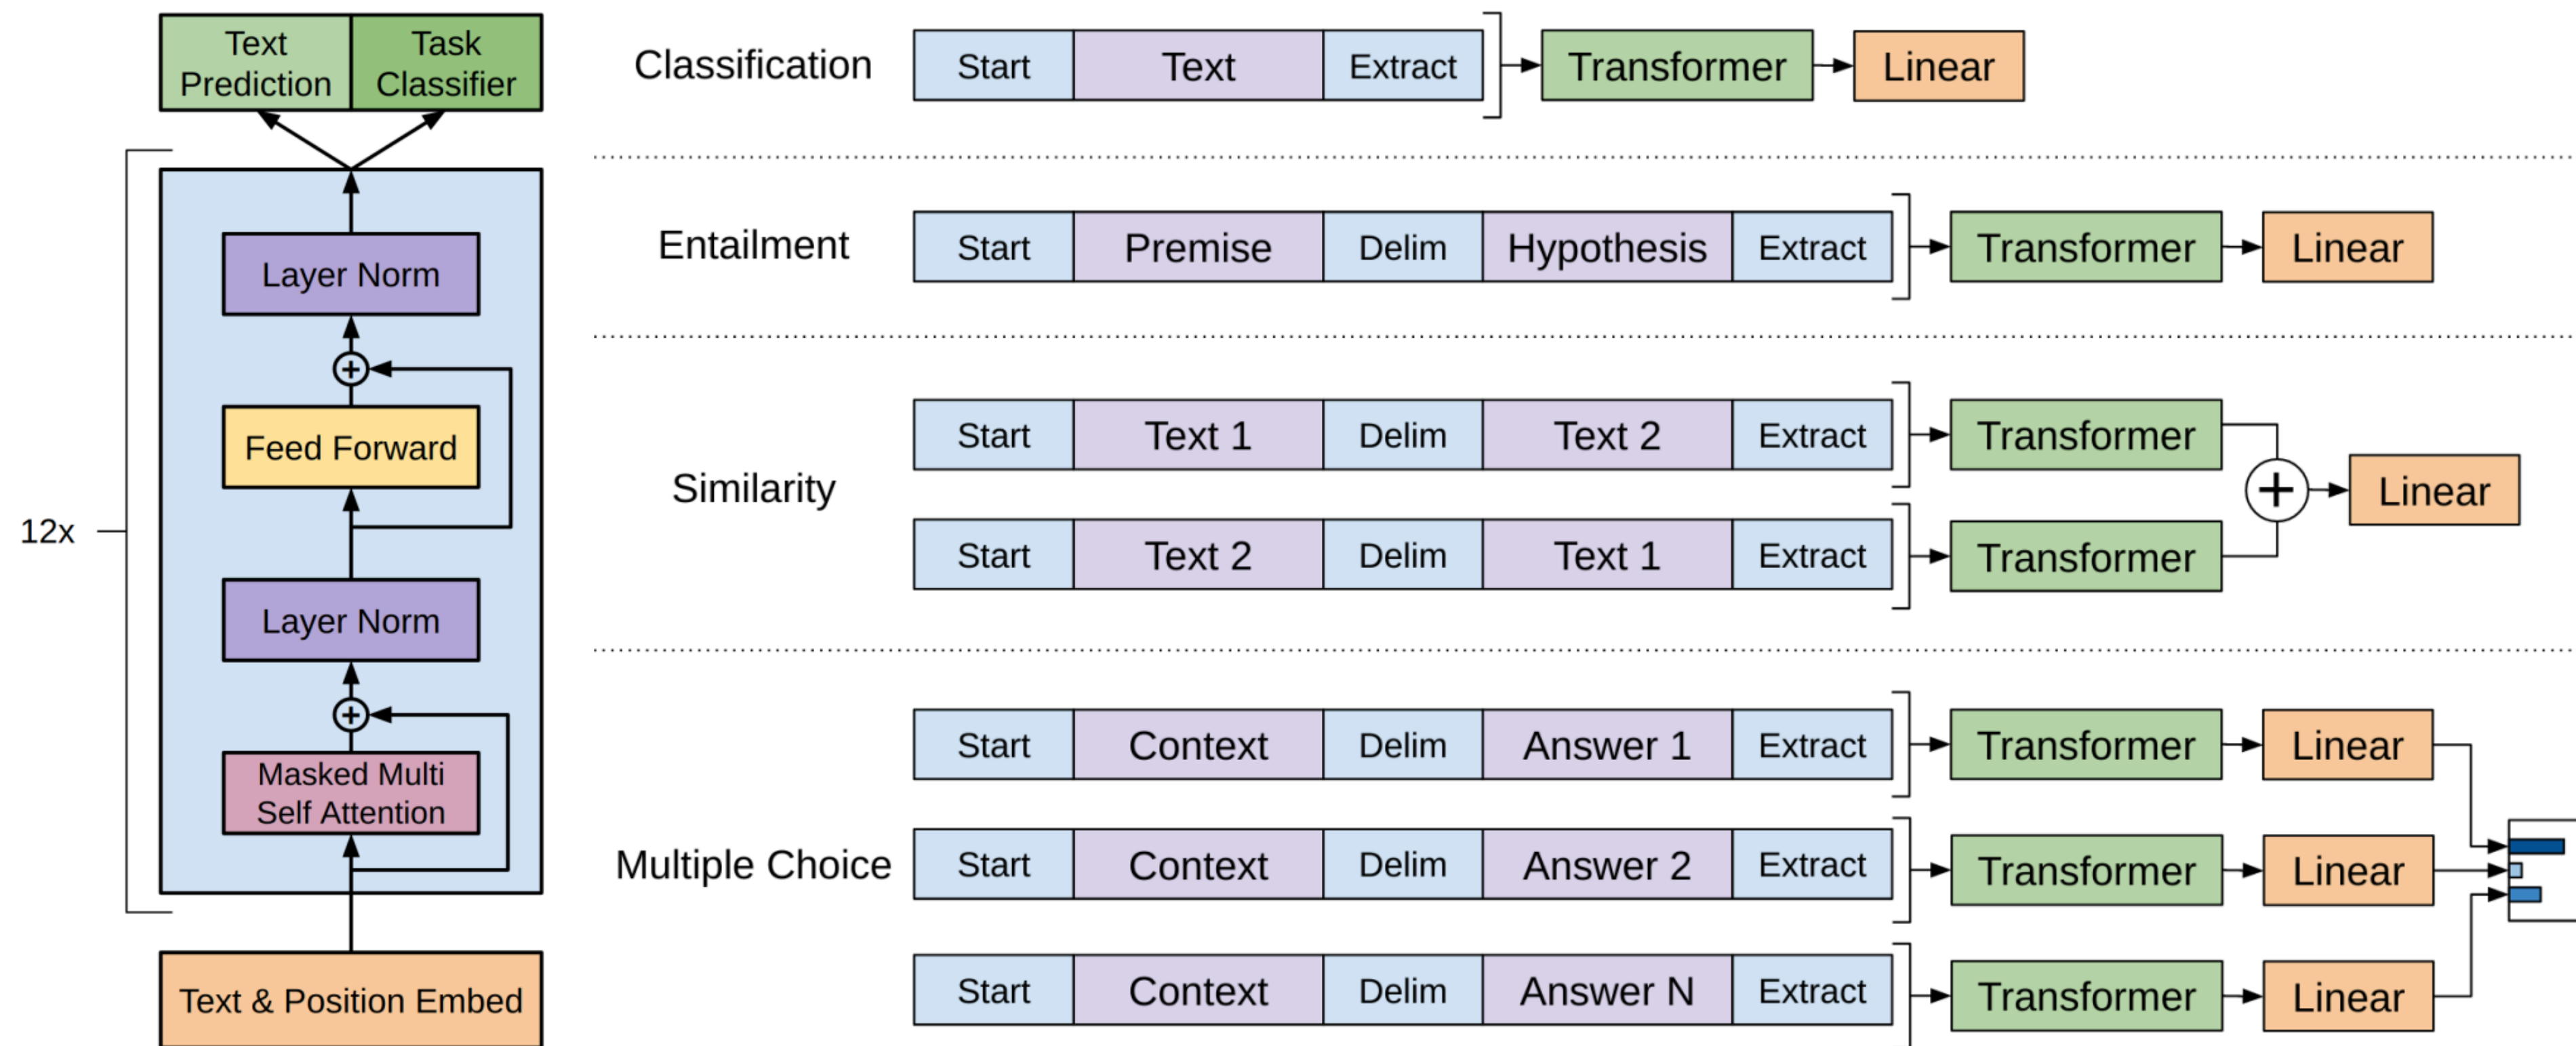 Text
Prediction
Task
Classifier
Layer Norm
+
Feed Forward
12x
Layer Norm
+
Masked Multi
Self Attention
Text & Position Embed
Classification
Start Text Extract Transformer Linear
Entailment
Start Premise Delim Hypothesis Extract Transformer Linear
Similarity
Start Text 1 Delim Text 2 Extract Transformer
+ Linear
Start Text 2 Delim Text 1 Extract Transformer
Multiple Choice
Start Context Delim Answer 1 Extract Transformer Linear
Start Context Delim Answer 2 Extract Transformer Linear
Start Context Delim Answer N Extract Transformer Linear